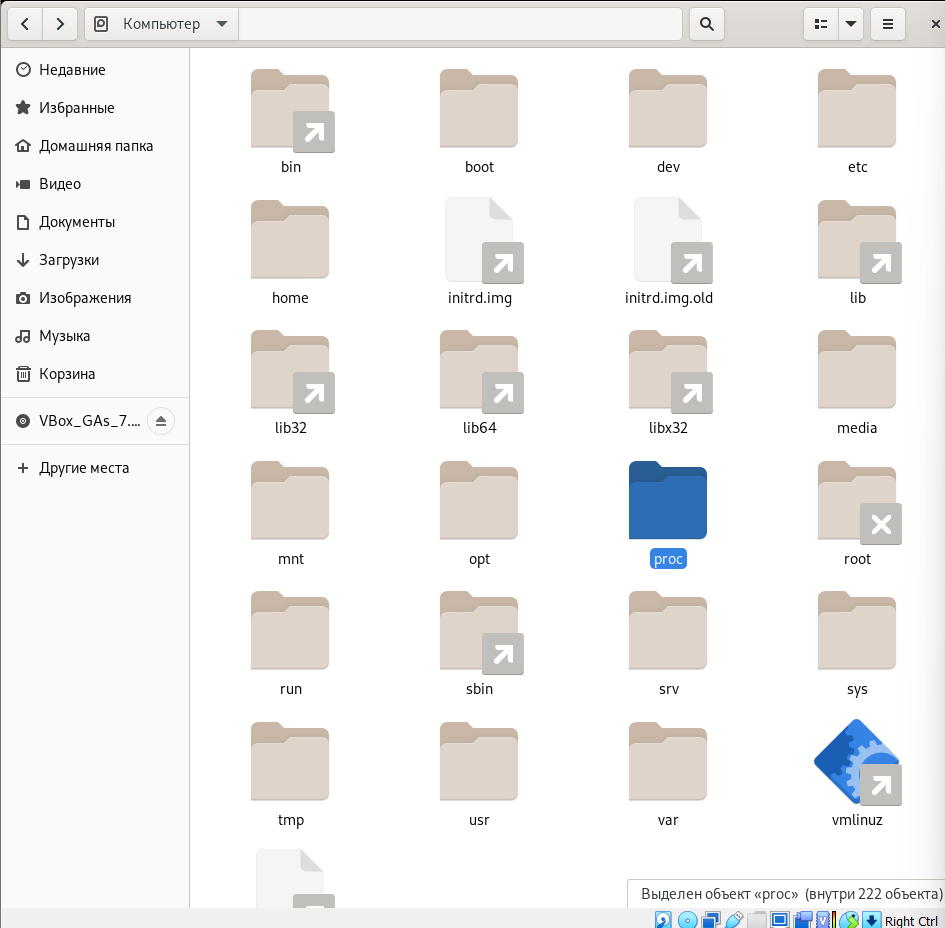 Компьютер
Недавние
Избранные
Домашняя папка
Видео
Документы
Загрузки
Изображения
Музыка
Корзина
VBox_GAs_7....
Другие места
bin
boot
dev
etc
home
initrd.img
initrd.img.old
lib
lib32
lib64
libx32
media
mnt
opt
proc
root
run
sbin
srv
sys
tmp
usr
var
vmlinuz
Выделен объект «proc» (внутри 222 объекта)
Right Ctrl